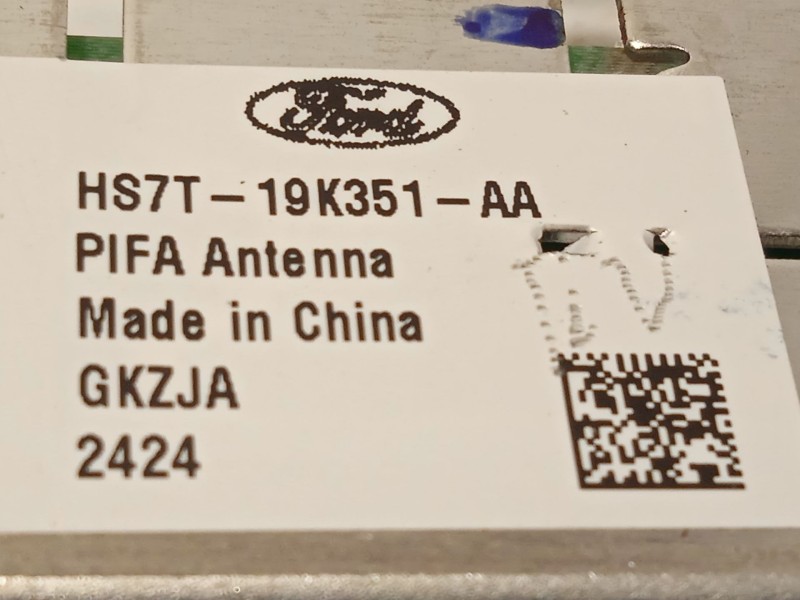 Ford
HS7T-19K351-AA
PIFA Antenna
Made in China
GKZJA
2424